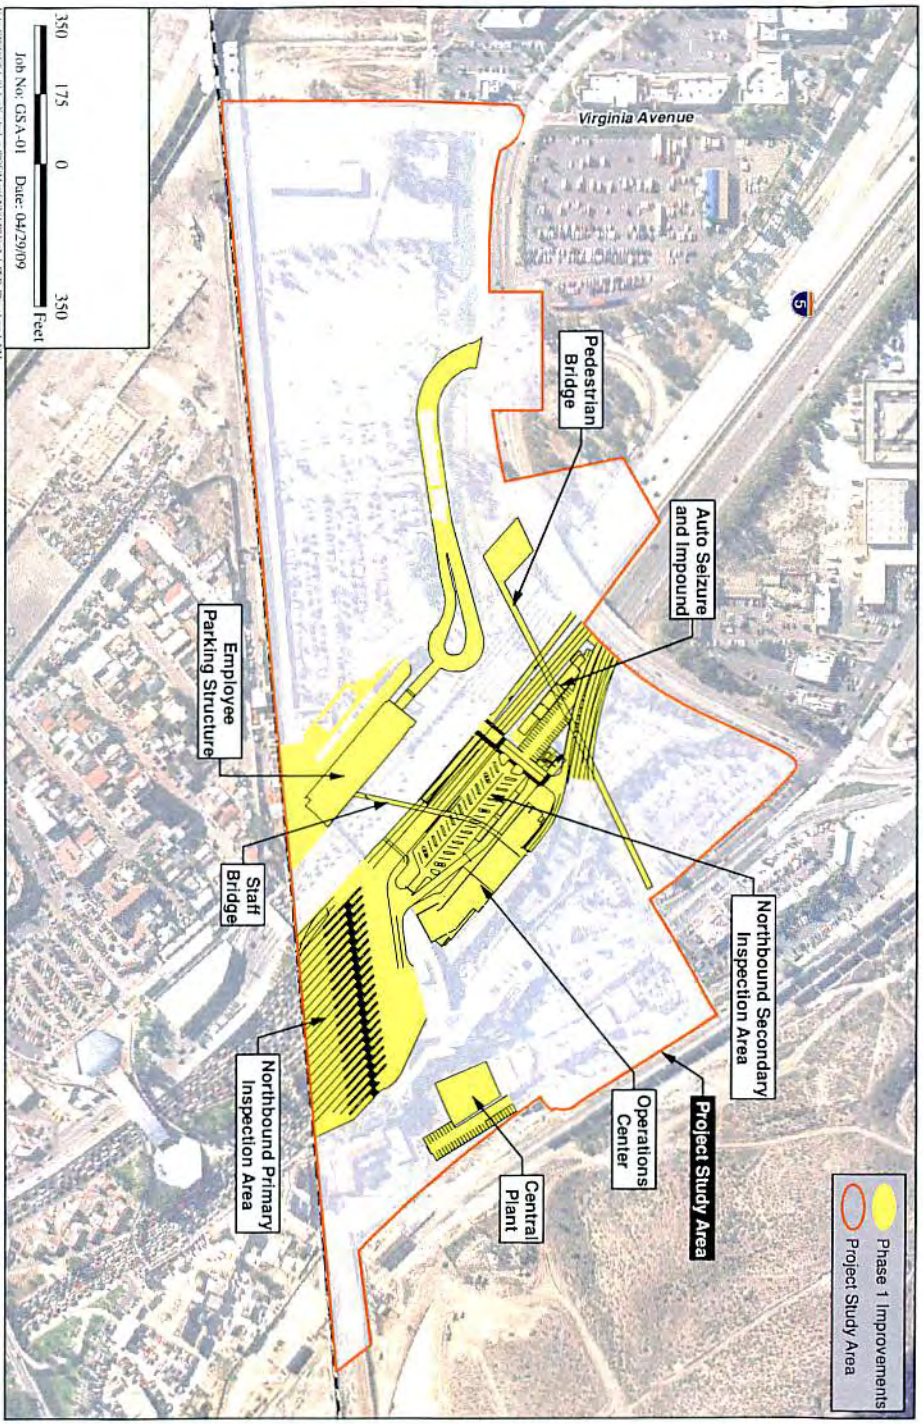 Phase 1 Improvements
Project Study Area
Virginia Avenue
5
Pedestrian
Bridge
Auto Seizure
and Impound
Northbound Secondary
Inspection Area
Project Study Area
Operations
Center
Central
Plant
Employee
Parking Structure
Staff
Bridge
Northbound Primary
Inspection Area
350 175 0 350
Feet
Job No: GSA-01 Date: 04/29/09